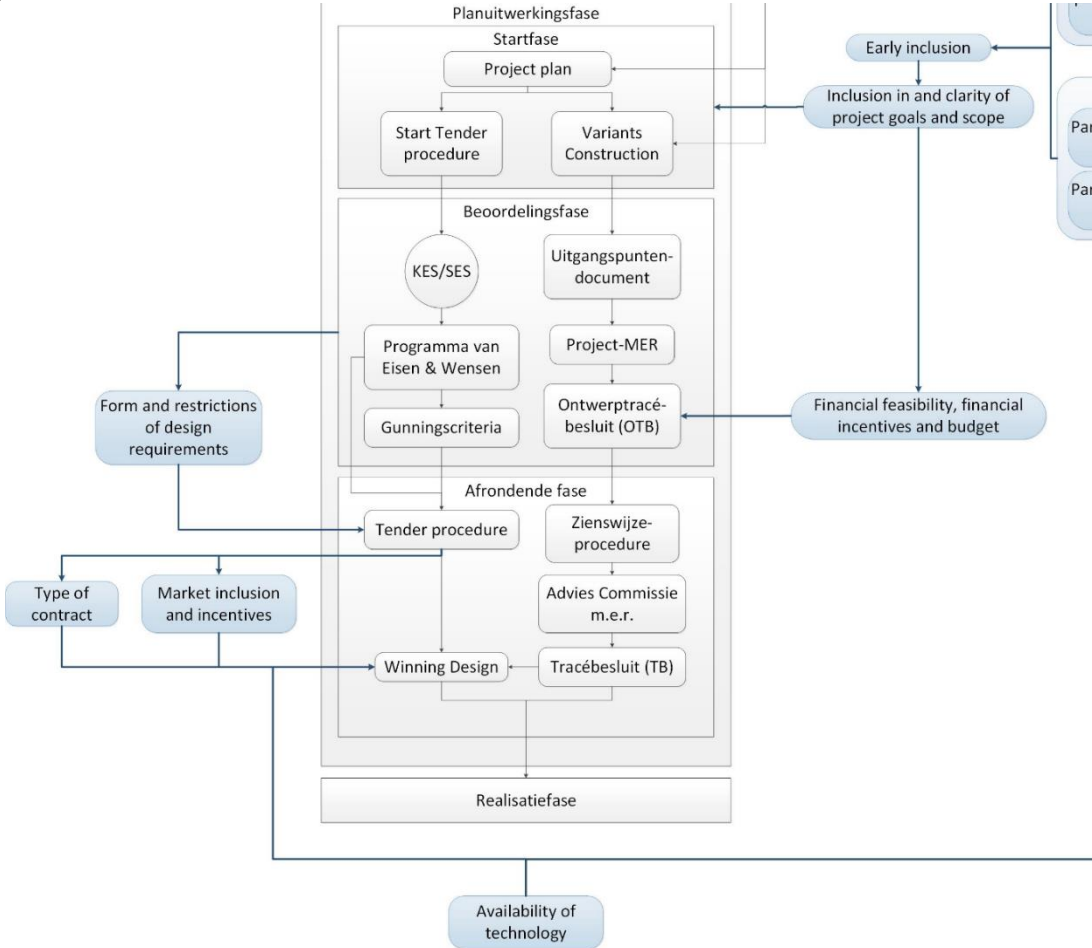 Planuitwerkingsfase
Startfase
Project plan
Start Tender
procedure
Variants
Construction
Early inclusion
Inclusion in and clarity of
project goals and scope
Par
Par
Beoordelingsfase
KES/SES
Uitgangspunten-
document
Programma van
Eisen & Wensen
Project-MER
Gunningscriteria
Ontwerptracé-
besluit (OTB)
Form and restrictions
of design
requirements
Financial feasibility, financial
incentives and budget
Afrondende fase
Tender procedure
Zienswijze-
procedure
Type of
contract
Market inclusion
and incentives
Advies Commissie
m.e.r.
Winning Design
Tracébesluit (TB)
Realisatiefase
Availability of
technology